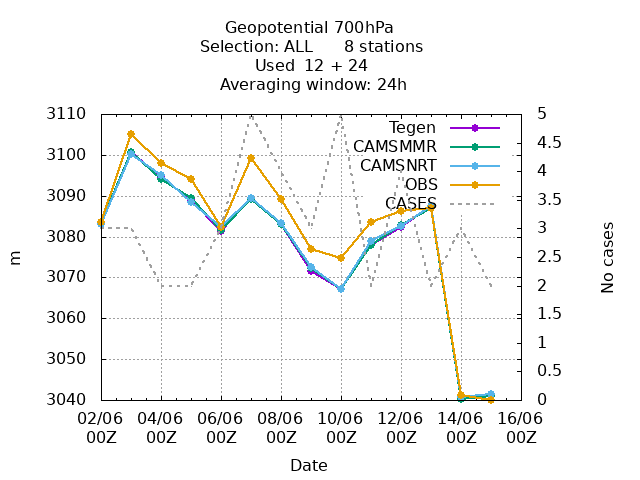 Geopotential 700hPa
Selection: ALL 8 stations
Used 12 + 24
Averaging window: 24h
3110
3100
3090
3080
3070
3060
3050
3040
m
5
4.5
4
3.5
3
2.5
2
1.5
1
0.5
0
No cases
Tegen
CAMSMMR
CAMSNRT
OBS
CASES
02/06 04/06 06/06 08/06 10/06 12/06 14/06 16/06
00Z 00Z 00Z 00Z 00Z 00Z 00Z 00Z
Date